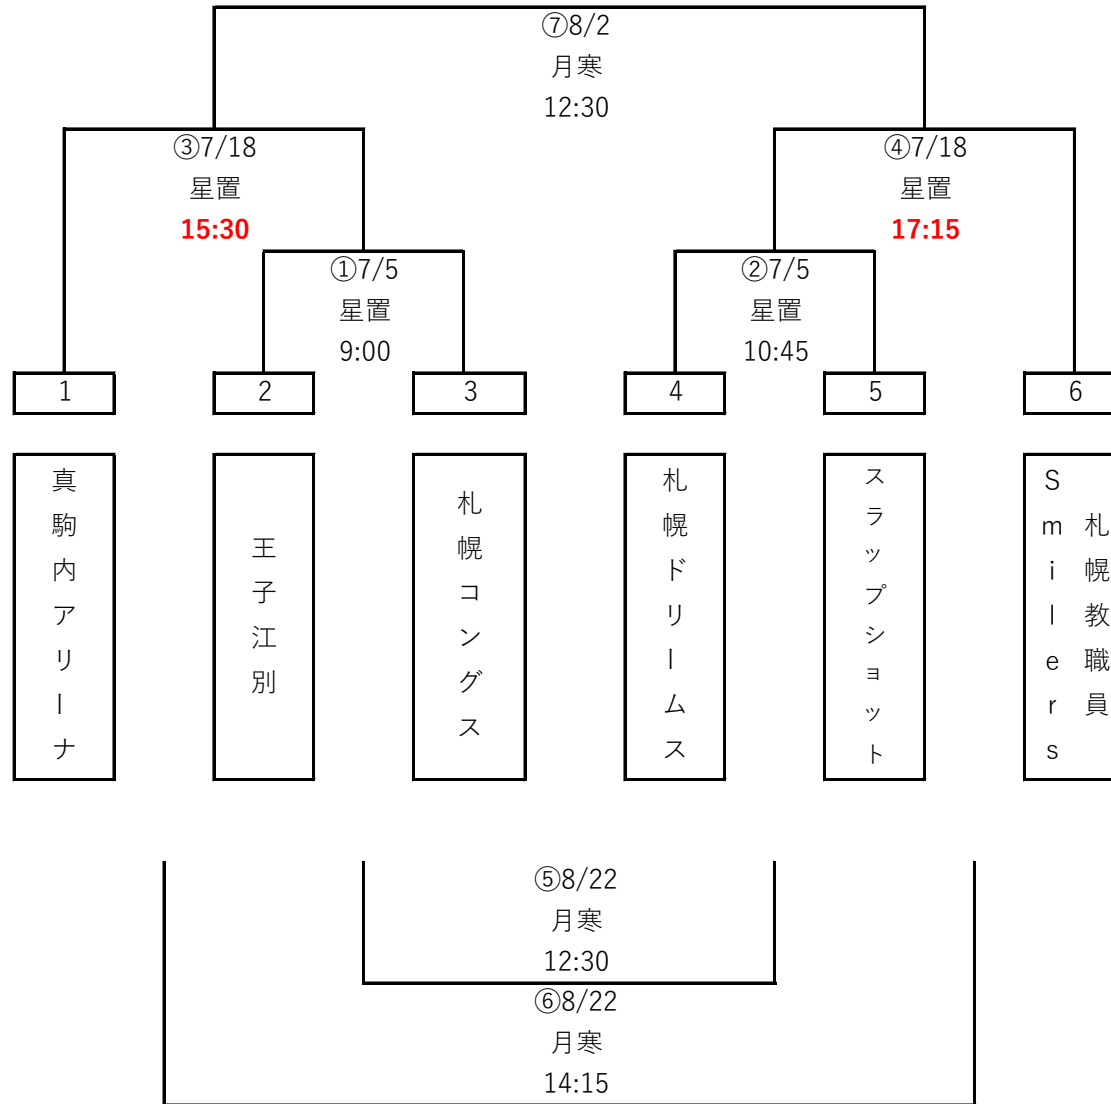 ⑦8/2
月寒
12:30
③7/18
星置
15:30
④7/18
星置
17:15
①7/5
星置
9:00
②7/5
星置
10:45
1
2
3
4
5
6
真駒内アリーナ
王子江別
札幌コングス
札幌ドリームス
スラップショット
札幌教職員
Smilers
⑤8/22
月寒
12:30
⑥8/22
月寒
14:15